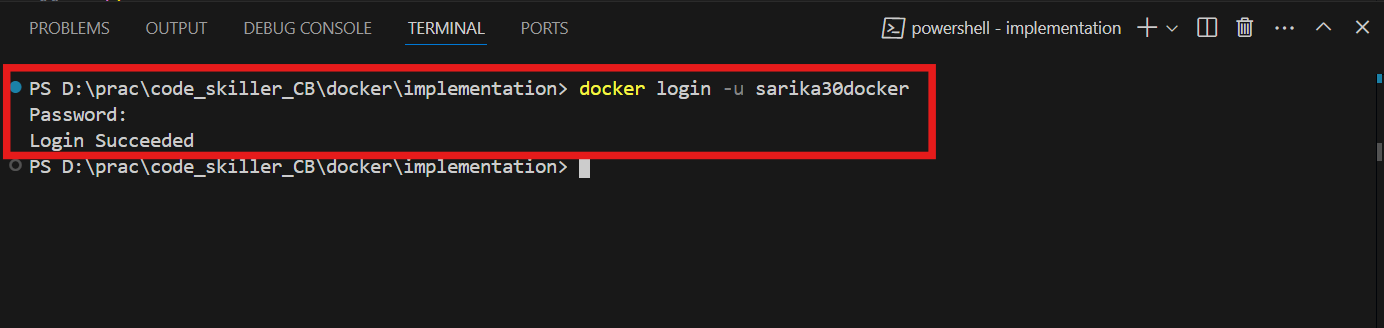 PROBLEMS OUTPUT DEBUG CONSOLE TERMINAL PORTS powershell - implementation
PS D:\prac\code_skiller_CB\docker\implementation> docker login -u sarika30docker
Password:
Login Succeeded
PS D:\prac\code_skiller_CB\docker\implementation>